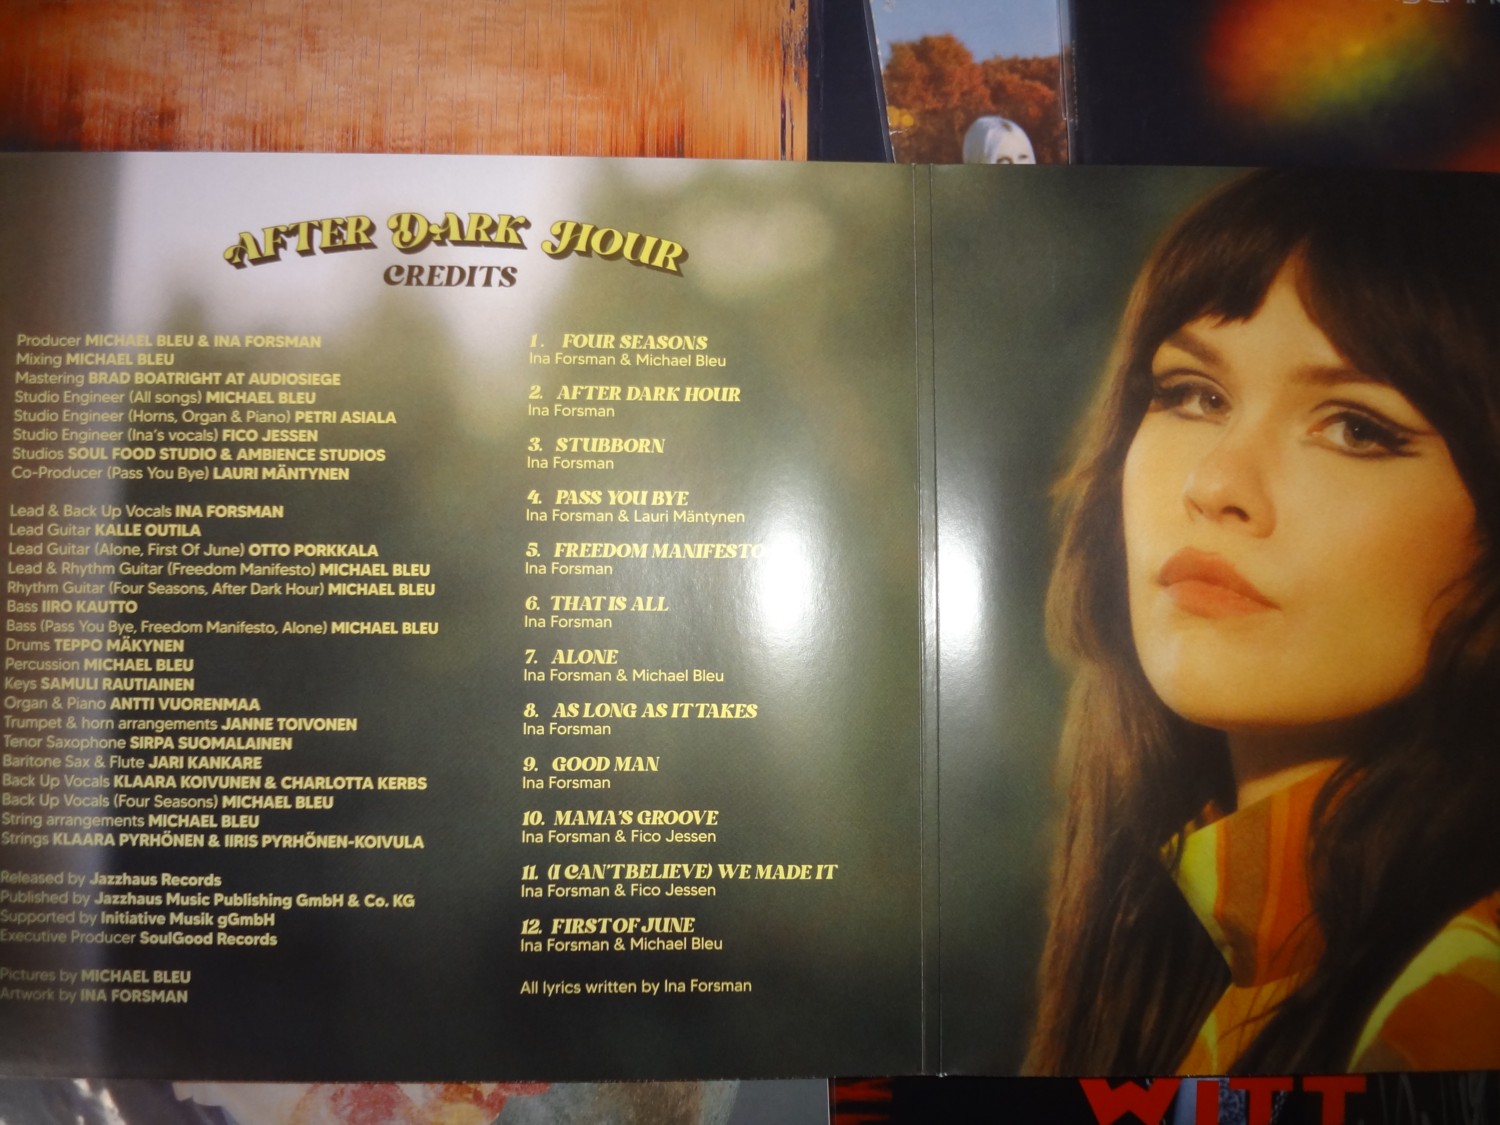 AFTER DARK HOUR
CREDITS
Producer MICHAEL BLEU & INA FORSMAN
Mixing MICHAEL BLEU
Mastering BRAD BOATRIGHT AT AUDIOSIEGE
Studio Engineer (All songs) MICHAEL BLEU
Studio Engineer (Horns, Organ & Piano) PETRI ASIALA
Studio Engineer (Ina's vocals) FICO JESSEN
Studios SOUL FOOD STUDIO & AMBIENCE STUDIOS
Co-Producer (Pass You Bye) LAURI MÄNTYNEN
Lead & Back Up Vocals INA FORSMAN
Lead Guitar KALLE OUTILA
Lead Guitar (Alone, First Of June) OTTO PORKKALA
Lead & Rhythm Guitar (Freedom Manifesto) MICHAEL BLEU
Rhythm Guitar (Four Seasons, After Dark Hour) MICHAEL BLEU
Bass IIRO KAUTTO
Bass (Pass You Bye, Freedom Manifesto, Alone) MICHAEL BLEU
Drums TEPPO MÄKYNEN
Percussion MICHAEL BLEU
Keys SAMULI RAUTIAINEN
Organ & Piano ANTTI VUORENMAA
Trumpet & horn arrangements JANNE TOIVONEN
Tenor Saxophone SIRPA SUOMALAINEN
Baritone Sax & Flute JARI KANKARE
Back Up Vocals KLAARA KOIVUNEN & CHARLOTTA KERBS
Back Up Vocals (Four Seasons) MICHAEL BLEU
String arrangements MICHAEL BLEU
Strings KLAARA PYRHÖNEN & IIRIS PYRHÖNEN-KOIVULA
Released by Jazzhaus Records
Published by Jazzhaus Music Publishing GmbH & Co. KG
Supported by Initiative Musik gGmbH
Executive Producer SoulGood Records
Pictures by MICHAEL BLEU
Artwork by INA FORSMAN
1. FOUR SEASONS
Ina Forsman & Michael Bleu
2. AFTER DARK HOUR
Ina Forsman
3. STUBBORN
Ina Forsman
4. PASS YOU BYE
Ina Forsman & Lauri Mäntynen
5. FREEDOM MANIFESTO
Ina Forsman
6. THAT IS ALL
Ina Forsman
7. ALONE
Ina Forsman & Michael Bleu
8. AS LONG AS IT TAKES
Ina Forsman
9. GOOD MAN
Ina Forsman
10. MAMA'S GROOVE
Ina Forsman & Fico Jessen
11. (I CAN'T BELIEVE) WE MADE IT
Ina Forsman & Fico Jessen
12. FIRST OF JUNE
Ina Forsman & Michael Bleu
All lyrics written by Ina Forsman
WITT